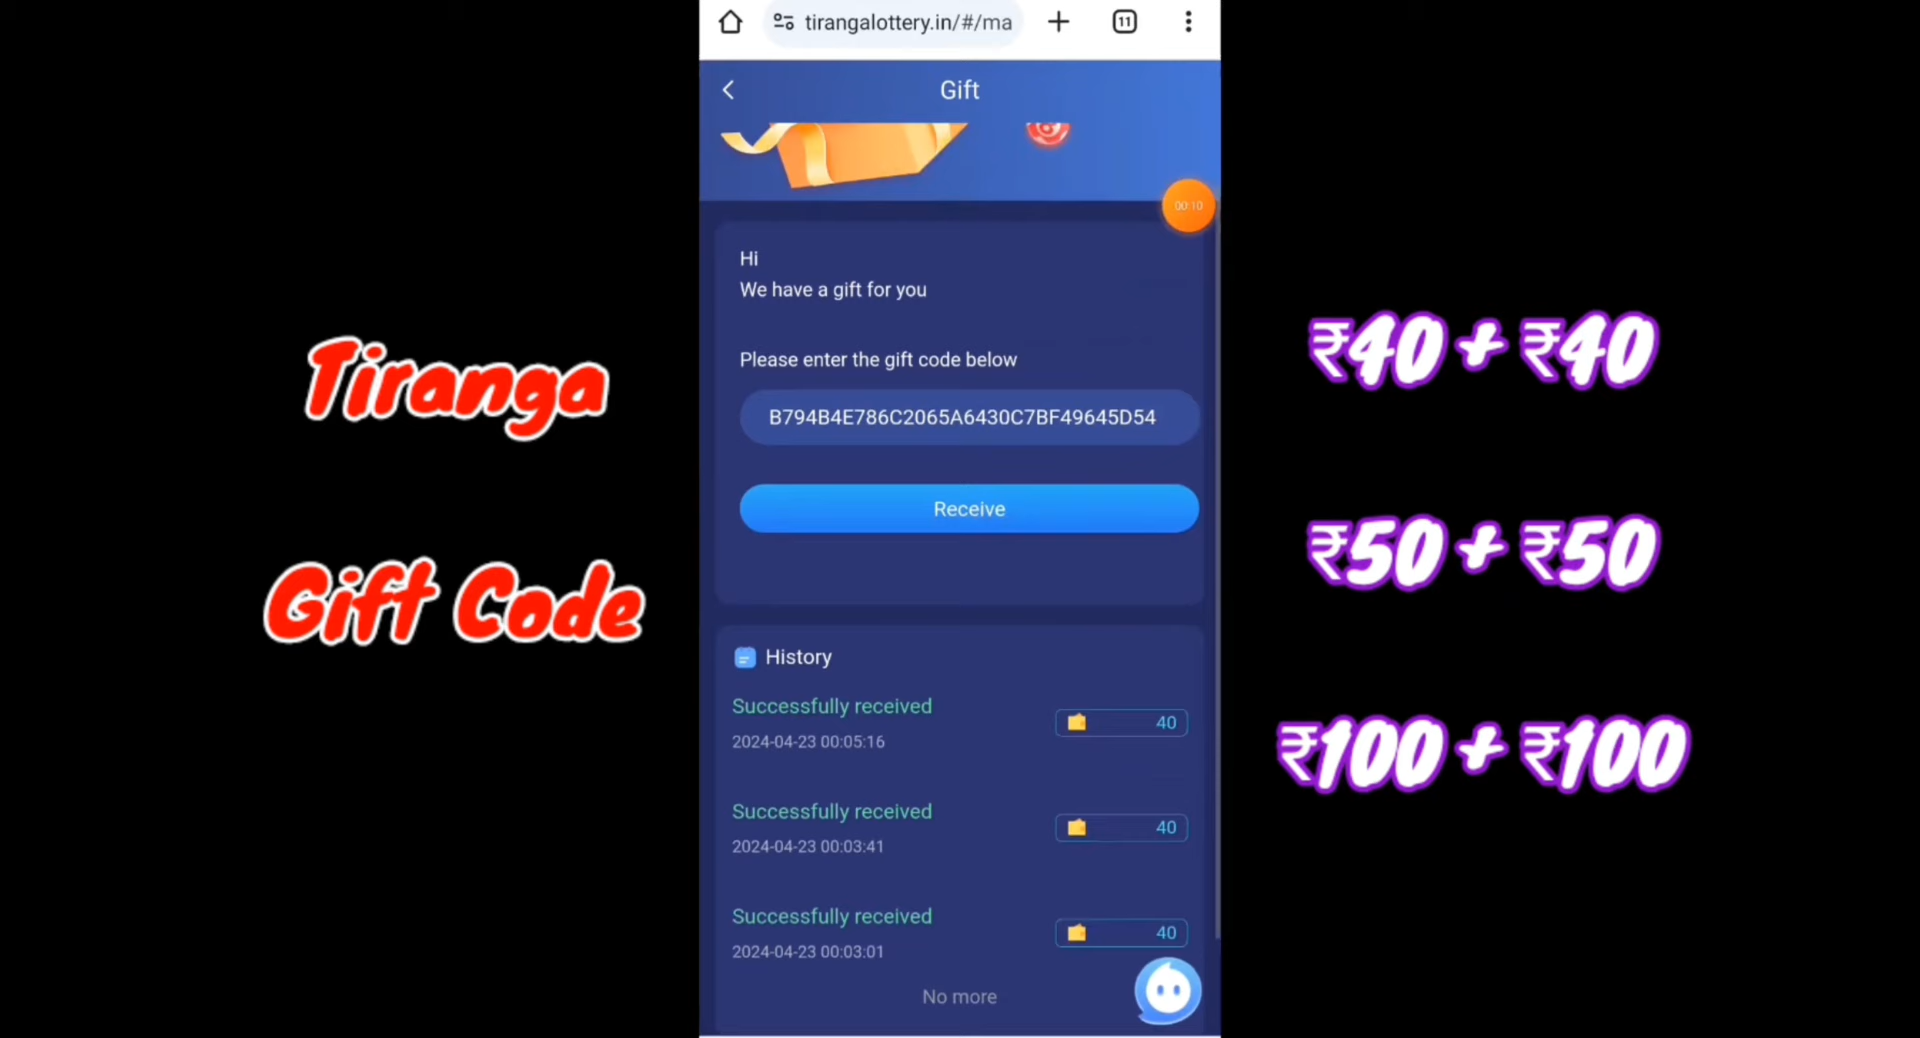 tirangalottery.in/#/ma
11
Gift
6
00:10
Hi
We have a gift for you
Please enter the gift code below
B794B4E786C2065A6430C7BF49645D54
Receive
History
Successfully received
40
2024-04-23 00:05:16
Successfully received
40
2024-04-23 00:03:41
Successfully received
40
2024-04-23 00:03:01
No more
Tiranga
Gift Code
₹40 + ₹40
₹50 + ₹50
₹100 + ₹100